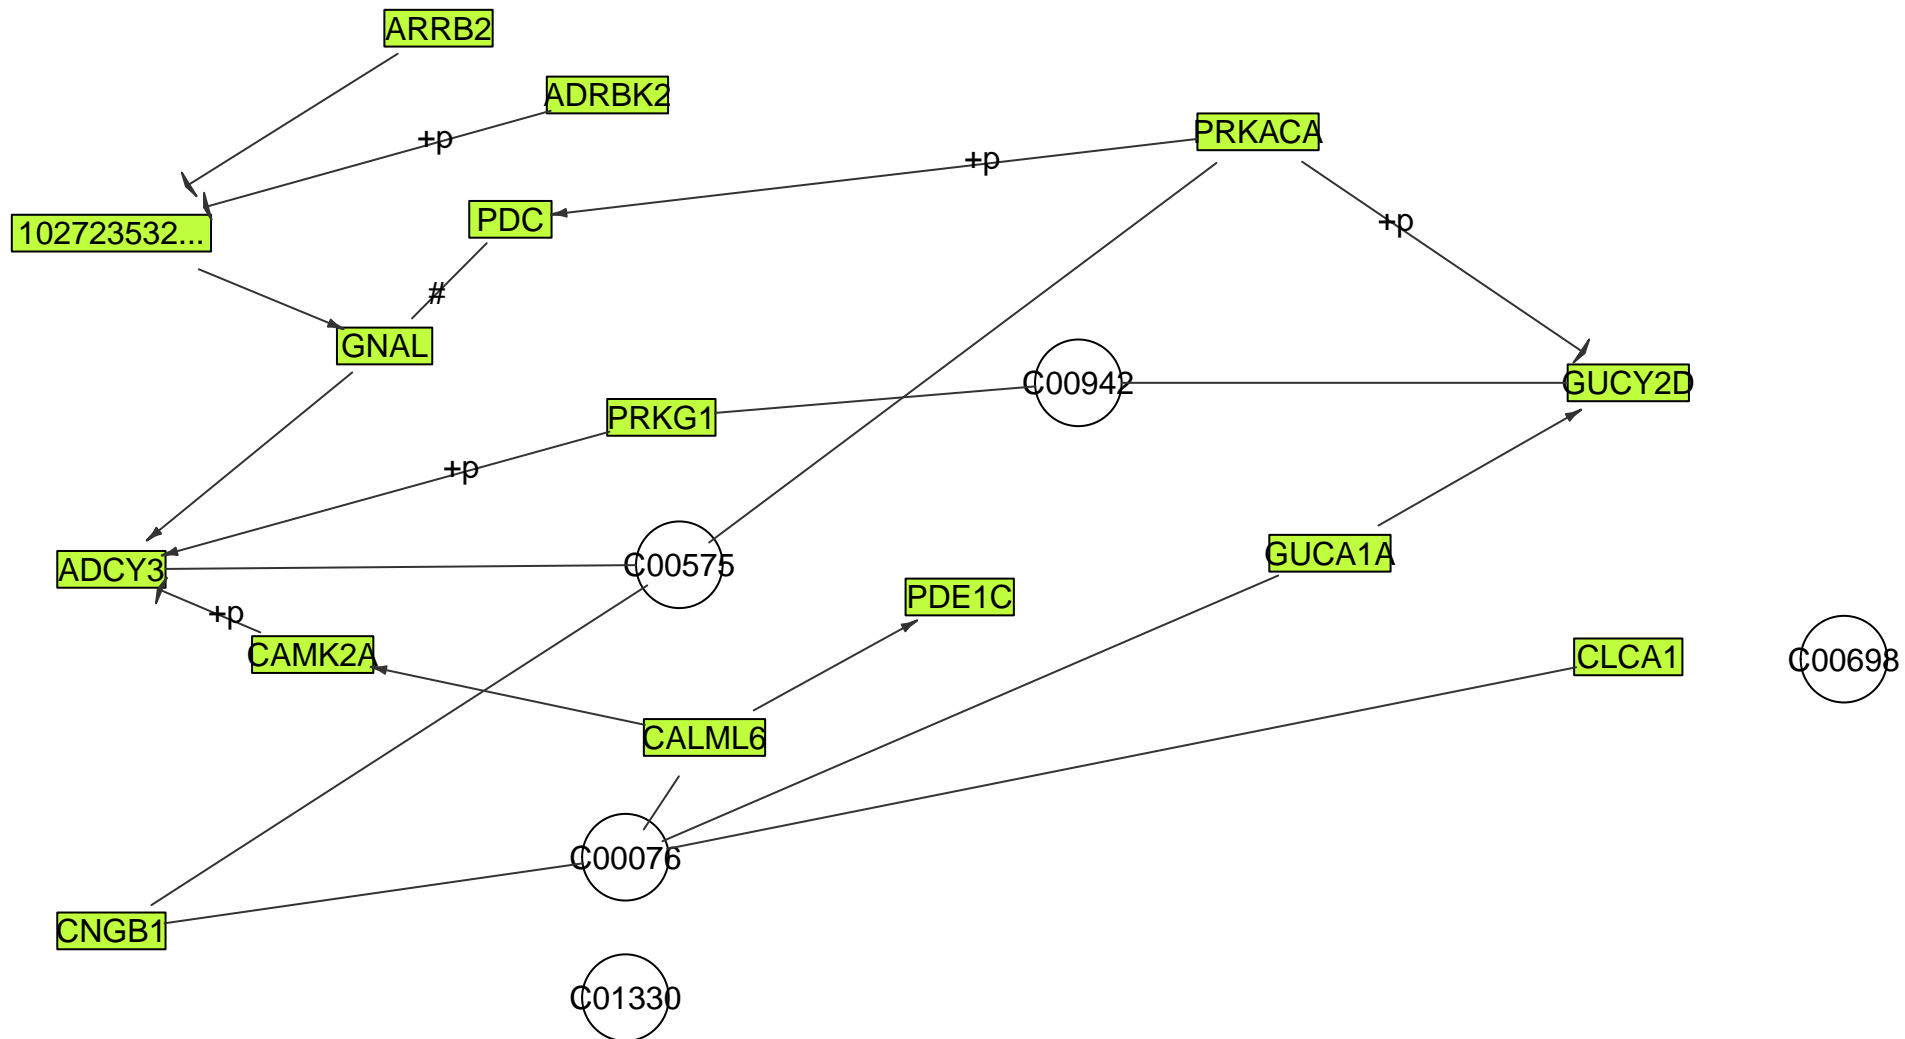 ARRB2
ADRBK2
+p
PRKACA
+p
102723532...
PDC
+p
#
GNAL
C00942
GUCY2D
PRKG1
+p
ADCY3
C00575
GUCA1A
PDE1C
+p
CAMK2A
CLCA1
C00698
CALML6
C00076
CNGB1
C01330